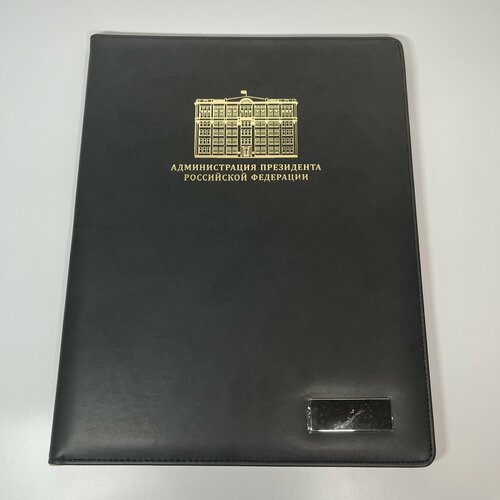 АДМИНИСТРАЦИЯ ПРЕЗИДЕНТА
РОССИЙСКОЙ ФЕДЕРАЦИИ